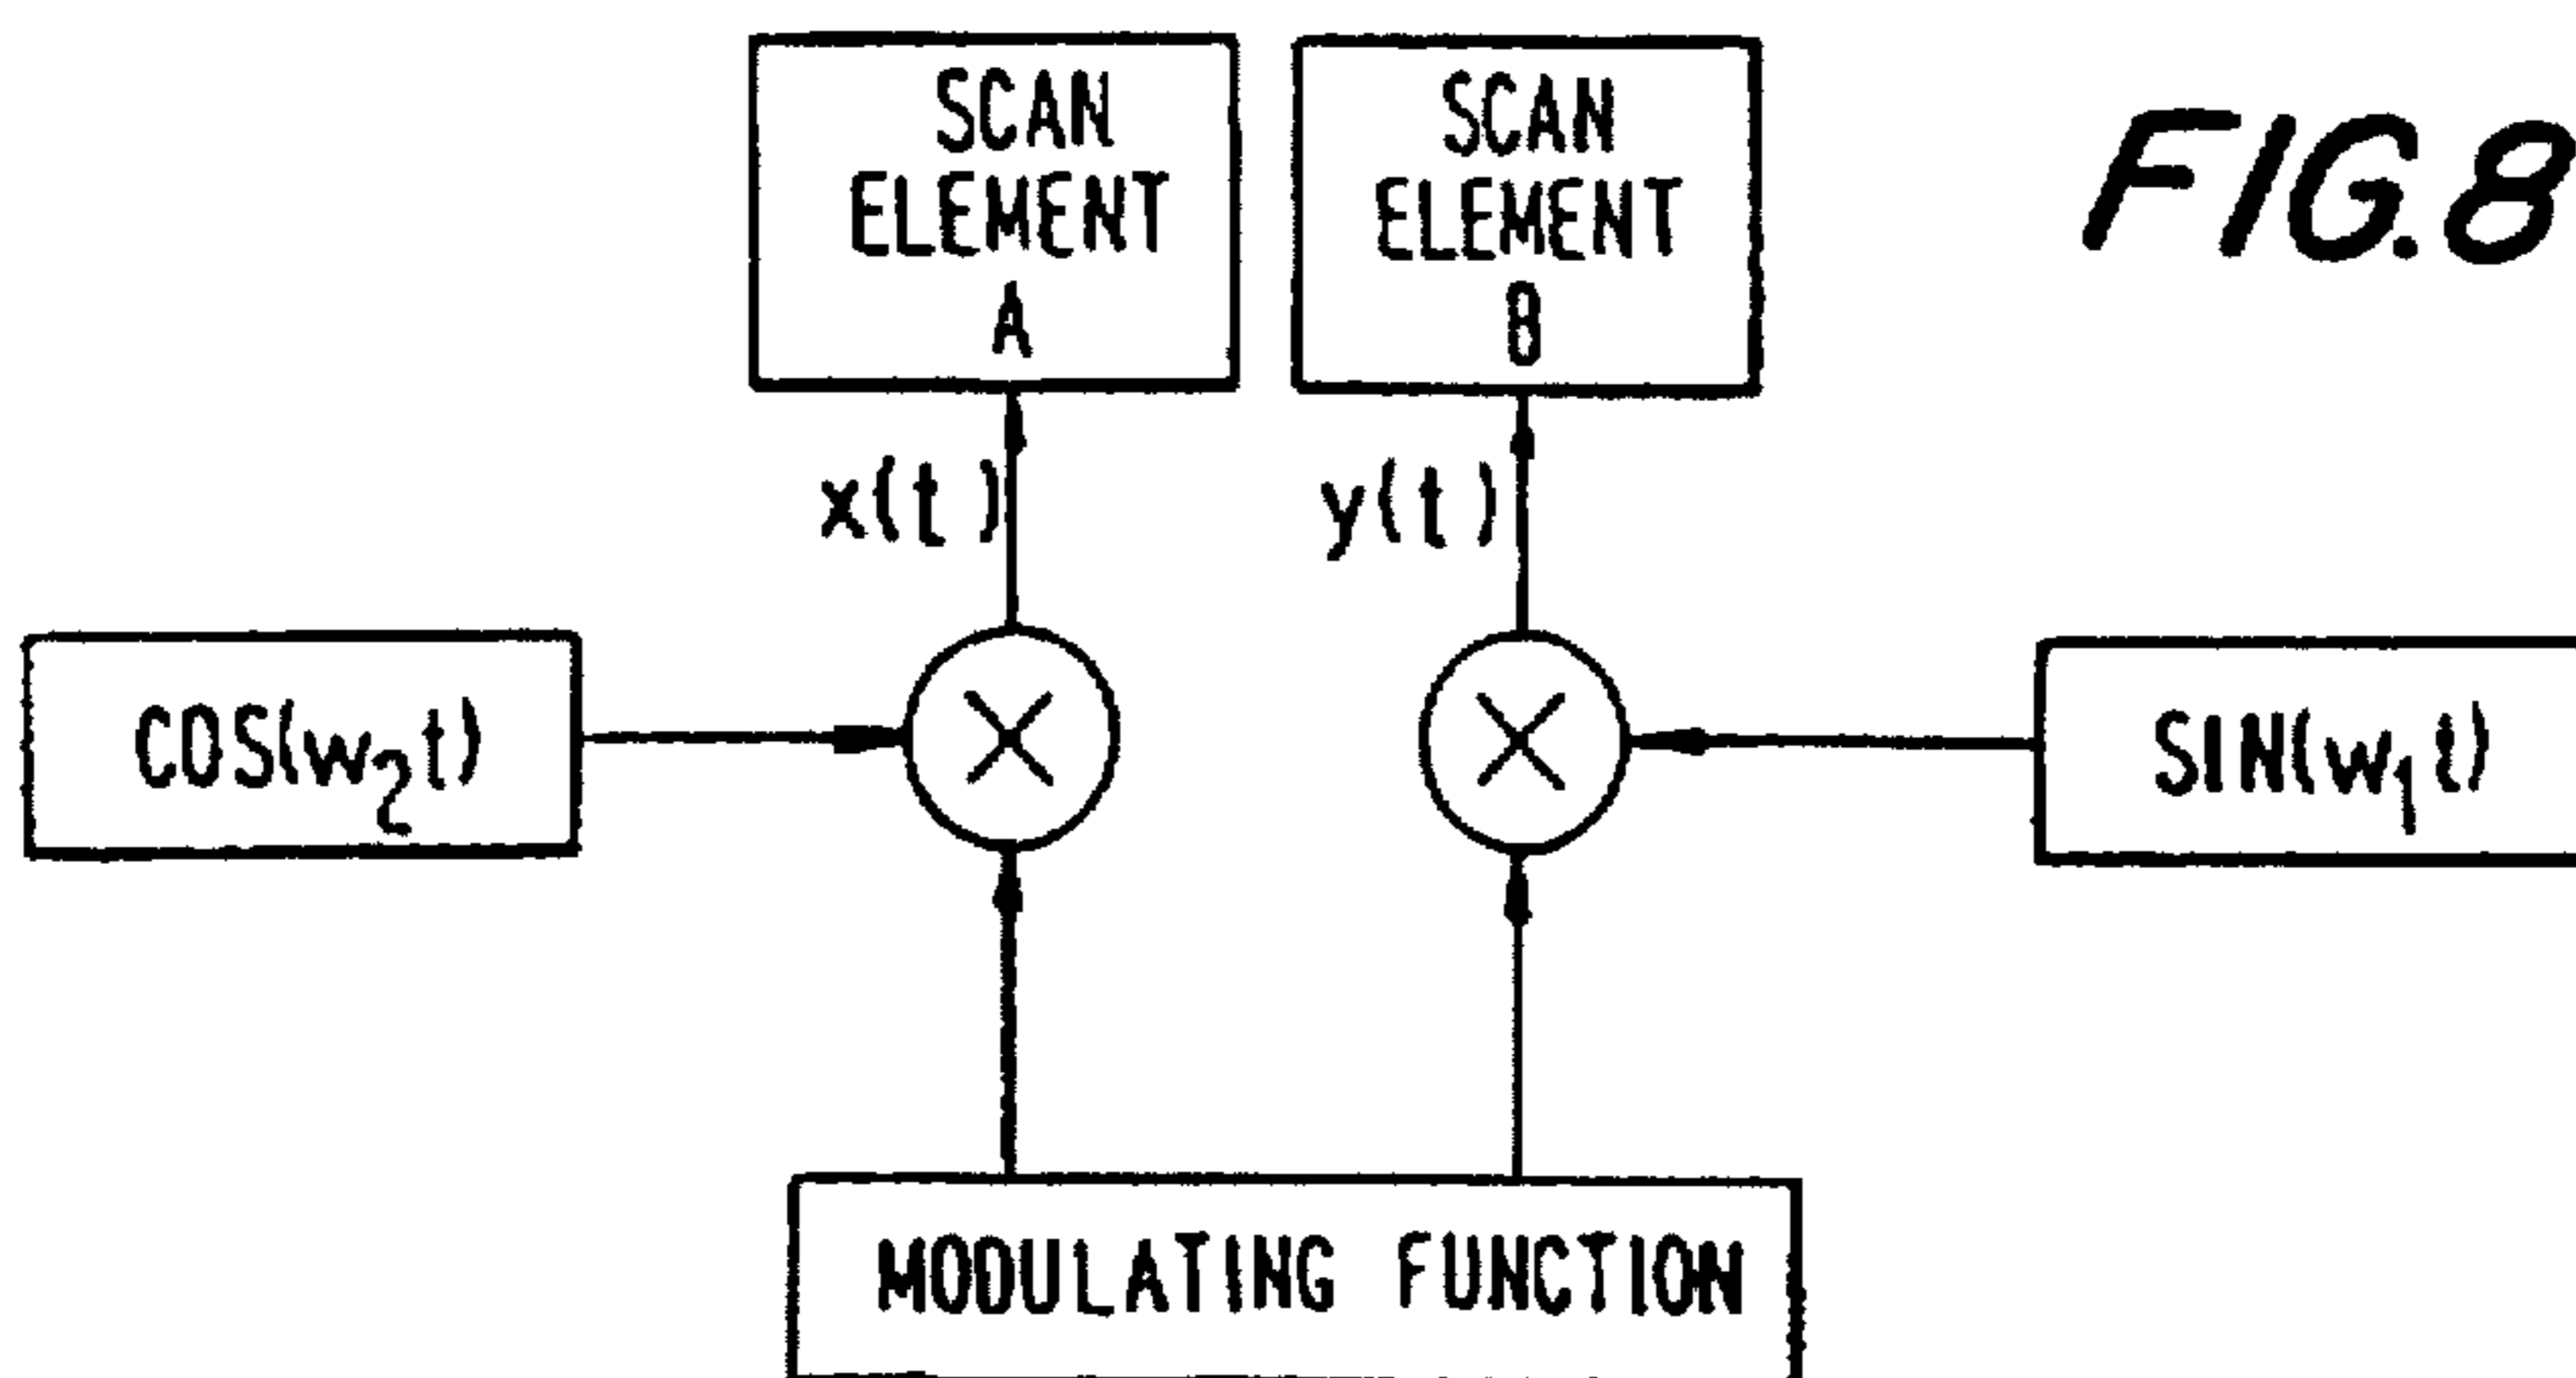 SCAN
ELEMENT
A
SCAN
ELEMENT
B
FIG.8
x(t)
y(t)
COS(w₂t)
SIN(w₁t)
MODULATING FUNCTION